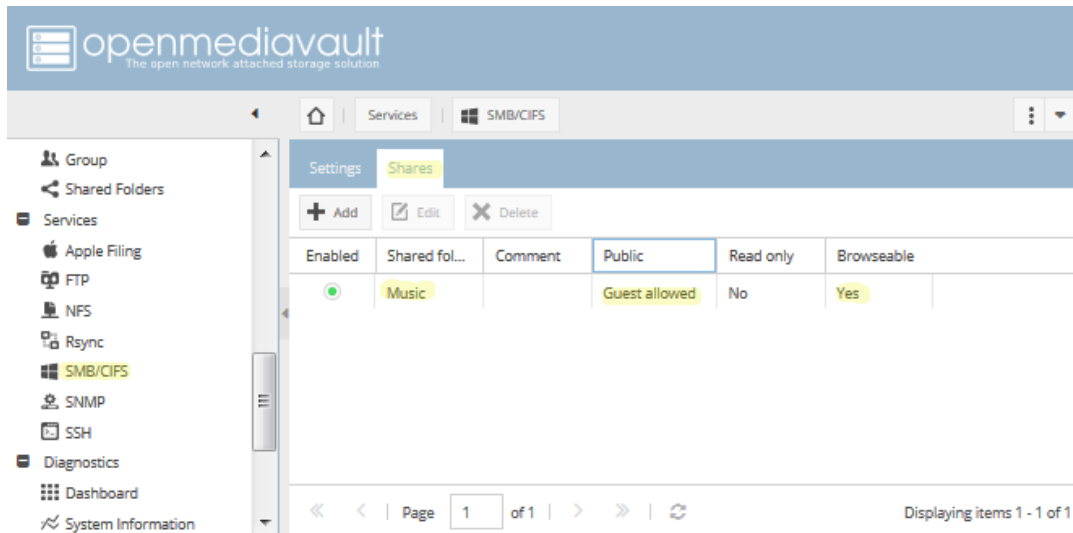 openmediavault
The open network attached storage solution
Services
SMB/CIFS
Group
Shared Folders
Services
Apple Filing
FTP
NFS
Rsync
SMB/CIFS
SNMP
SSH
Diagnostics
Dashboard
System Information
Settings Shares
Add Edit Delete
Enabled Shared fol... Comment Public Read only Browseable
Music Guest allowed No Yes
Page 1 of 1 Displaying items 1 - 1 of 1